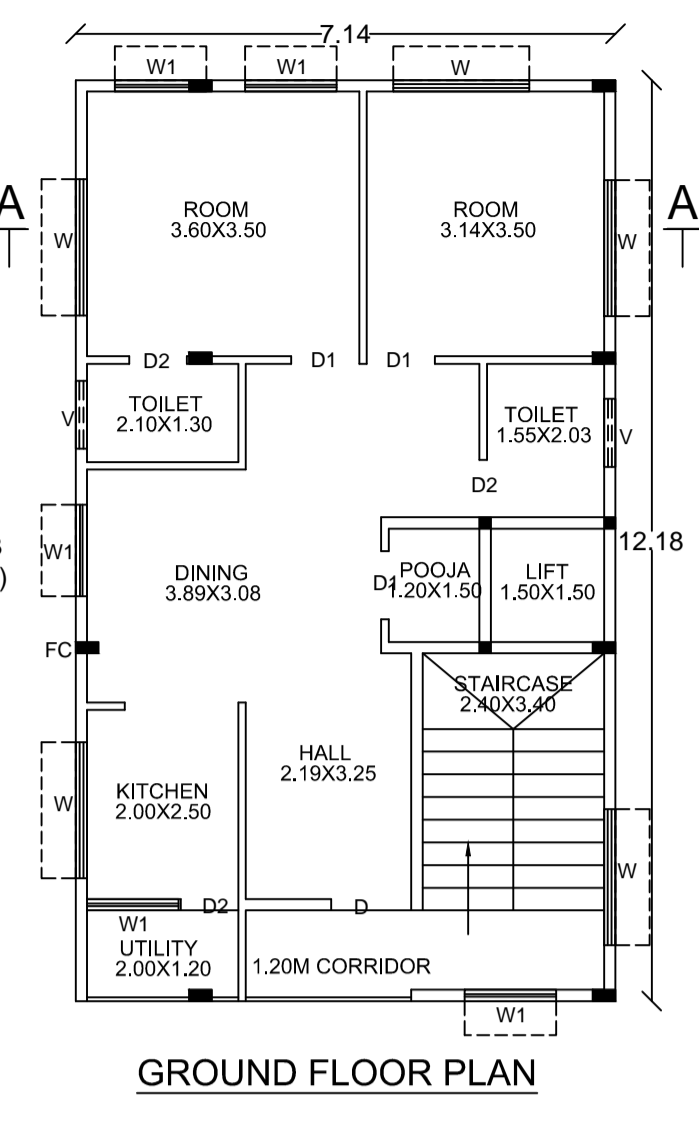 7.14
W1
W1
W
A
A
ROOM
3.60X3.50
ROOM
3.14X3.50
W
W
D2
D1
D1
TOILET
2.10X1.30
TOILET
1.55X2.03
V
V
D2
W1
12.18
)
DINING
3.89X3.08
D1
POOJA
1.20X1.50
LIFT
1.50X1.50
FC
STAIRCASE
2.40X3.40
HALL
2.19X3.25
KITCHEN
2.00X2.50
W
W
D2
D
W1
UTILITY
2.00X1.20
1.20M CORRIDOR
W1
GROUND FLOOR PLAN